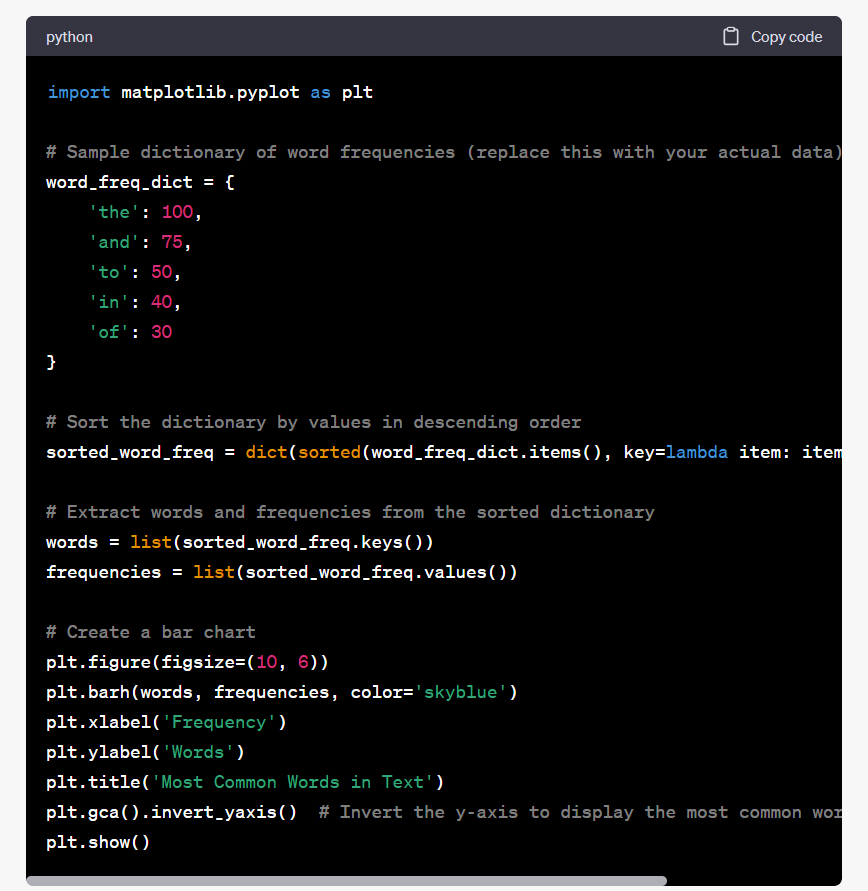 python
Copy code
import matplotlib.pyplot as plt
# Sample dictionary of word frequencies (replace this with your actual data)
word_freq_dict = {
    'the': 100,
    'and': 75,
    'to': 50,
    'in': 40,
    'of': 30
}
# Sort the dictionary by values in descending order
sorted_word_freq = dict(sorted(word_freq_dict.items(), key=lambda item: item
# Extract words and frequencies from the sorted dictionary
words = list(sorted_word_freq.keys())
frequencies = list(sorted_word_freq.values())
# Create a bar chart
plt.figure(figsize=(10, 6))
plt.barh(words, frequencies, color='skyblue')
plt.xlabel('Frequency')
plt.ylabel('Words')
plt.title('Most Common Words in Text')
plt.gca().invert_yaxis()  # Invert the y-axis to display the most common
plt.show()